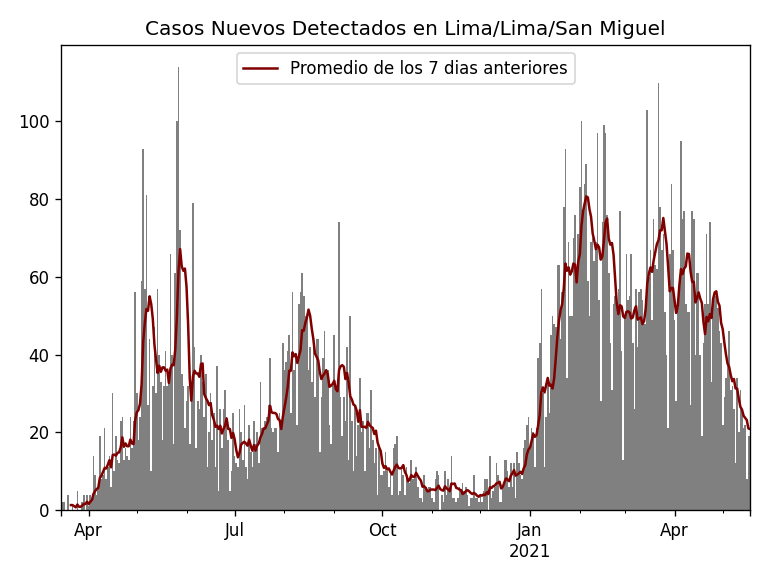 Casos Nuevos Detectados en Lima/Lima/San Miguel
Promedio de los 7 dias anteriores
100
80
60
40
20
0
Apr Jul Oct Jan Apr
2021